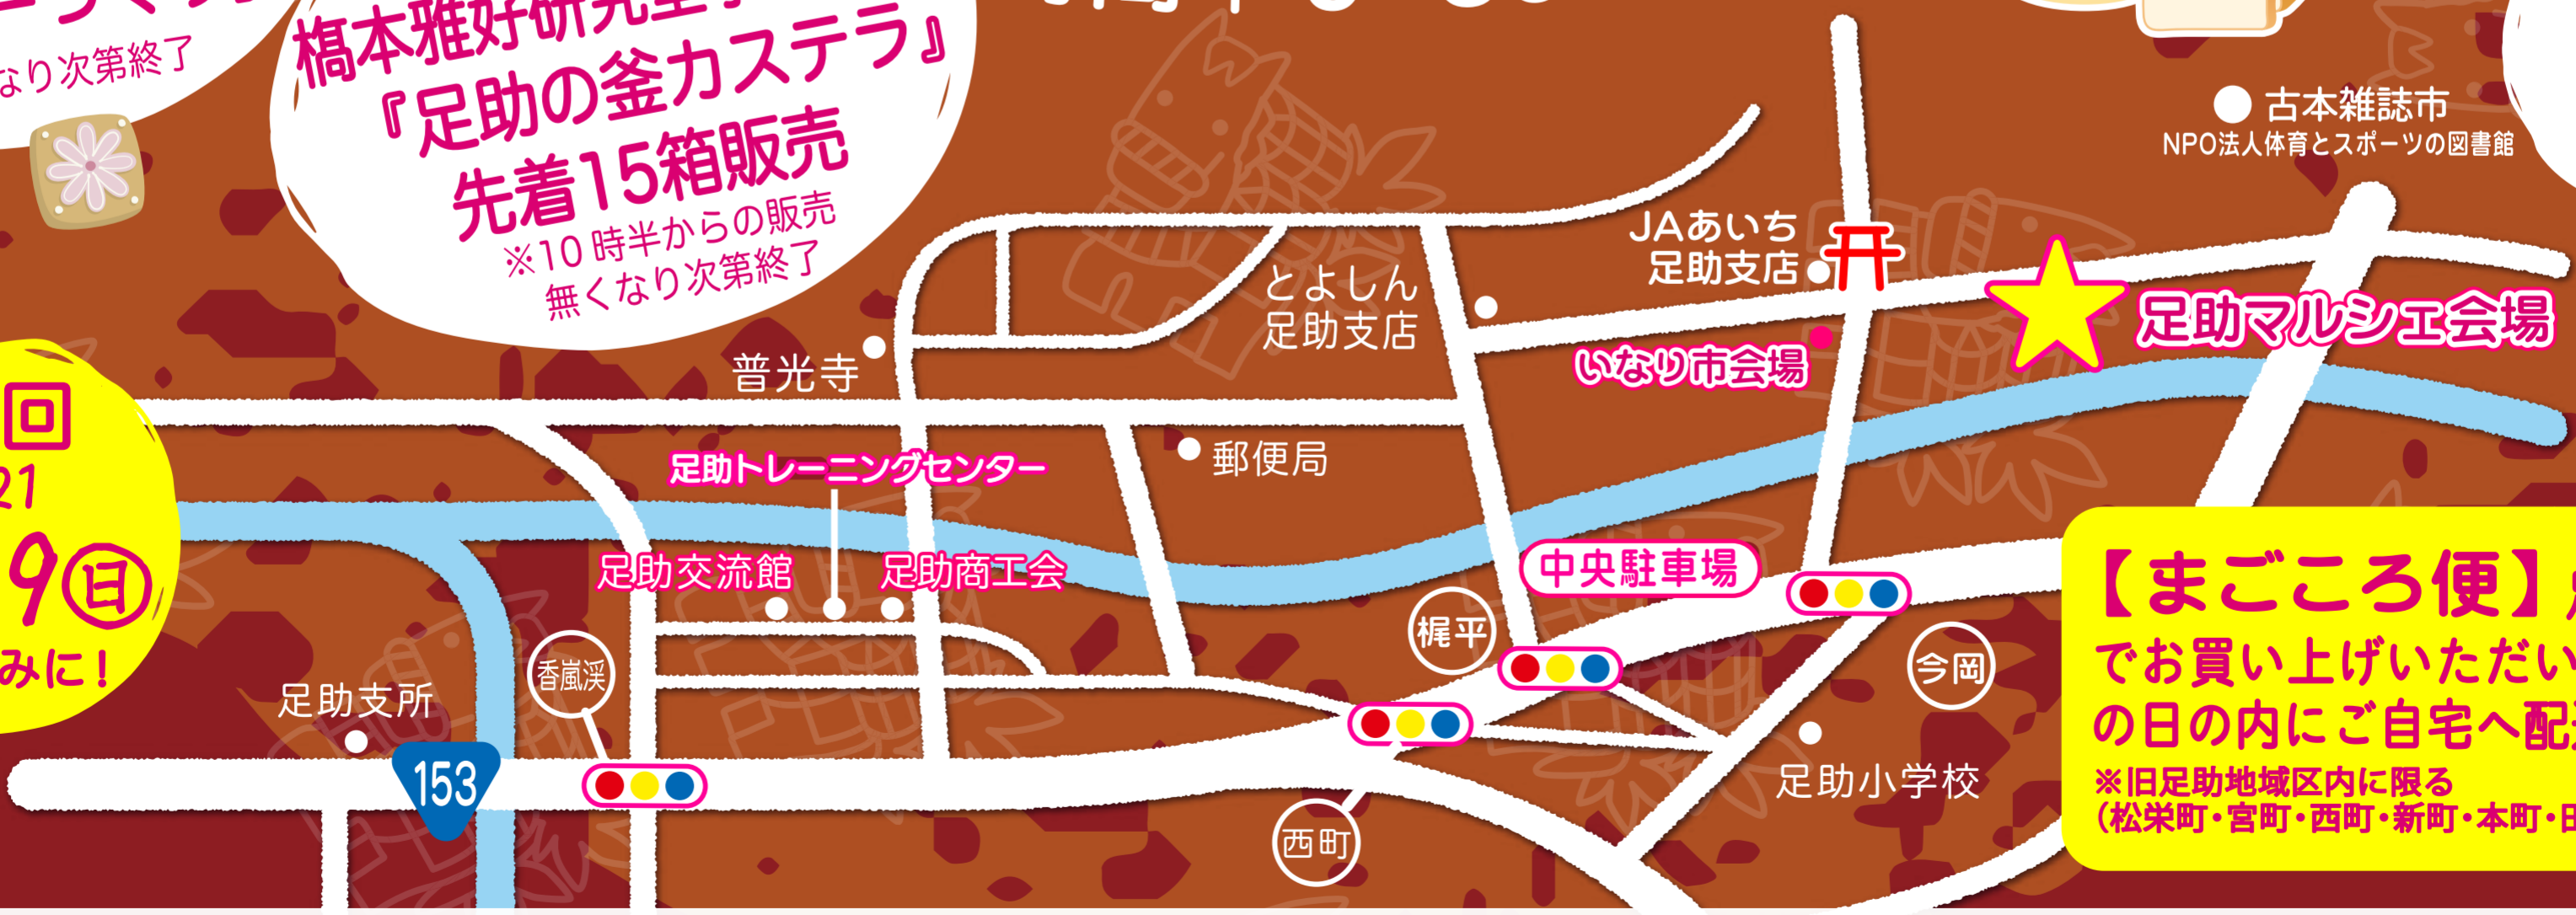 なり次第終了
『足助の釜カステラ』
先着15箱販売
※10時半からの販売
無くなり次第終了
古本雑誌市
NPO法人体育とスポーツの図書館
JAあいち
足助支店
とよしん
足助支店
足助マルシェ会場
いなり市会場
普光寺
回
21
9㊐
みに！
郵便局
足助トレーニングセンター
足助交流館
足助商工会
中央駐車場
梶平
香嵐渓
今岡
足助支所
153
西町
足助小学校
【まごころ便】
でお買い上げいただい
の日の内にご自宅へ配
※旧足助地域区内に限る
（松栄町・宮町・西町・新町・本町・田